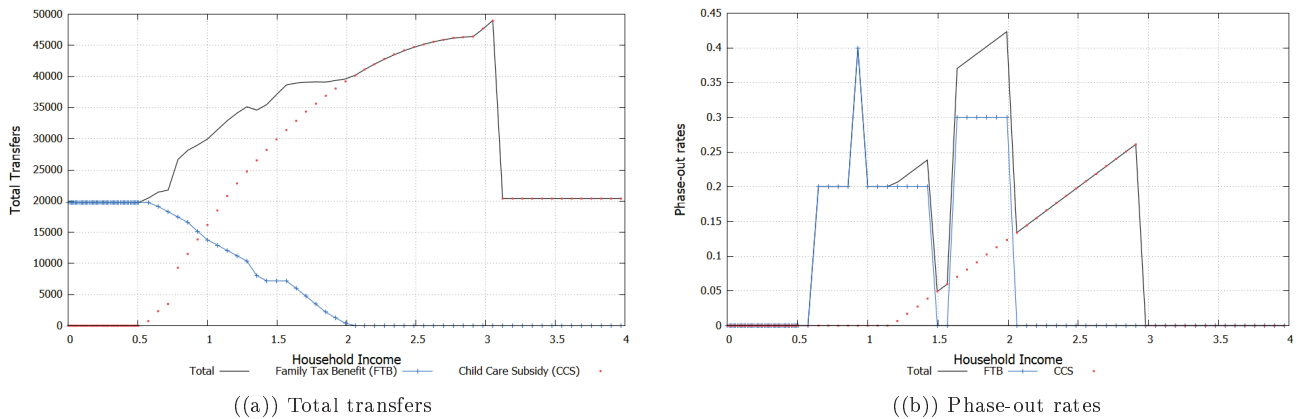 50000
45000
40000
35000
30000
25000
20000
15000
10000
5000
0
Total Transfers
0 0.5 1 1.5 2 2.5 3 3.5 4
Household Income
Total Family Tax Benefit (FTB) Child Care Subsidy (CCS)
((a)) Total transfers
0.45
0.4
0.35
0.3
0.25
0.2
0.15
0.1
0.05
0
Phase-out rates
0 0.5 1 1.5 2 2.5 3 3.5 4
Household Income
Total FTB CCS
((b)) Phase-out rates